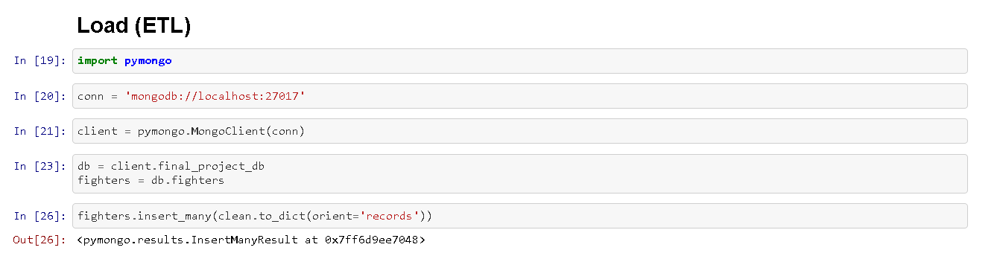 Load (ETL)
In [19]: import pymongo
In [20]: conn = 'mongodb://localhost:27017'
In [21]: client = pymongo.MongoClient(conn)
In [23]: db = client.final_project_db
fighters = db.fighters
In [26]: fighters.insert_many(clean.to_dict(orient='records'))
Out[26]: <pymongo.results.InsertManyResult at 0x7ff6d9ee7048>